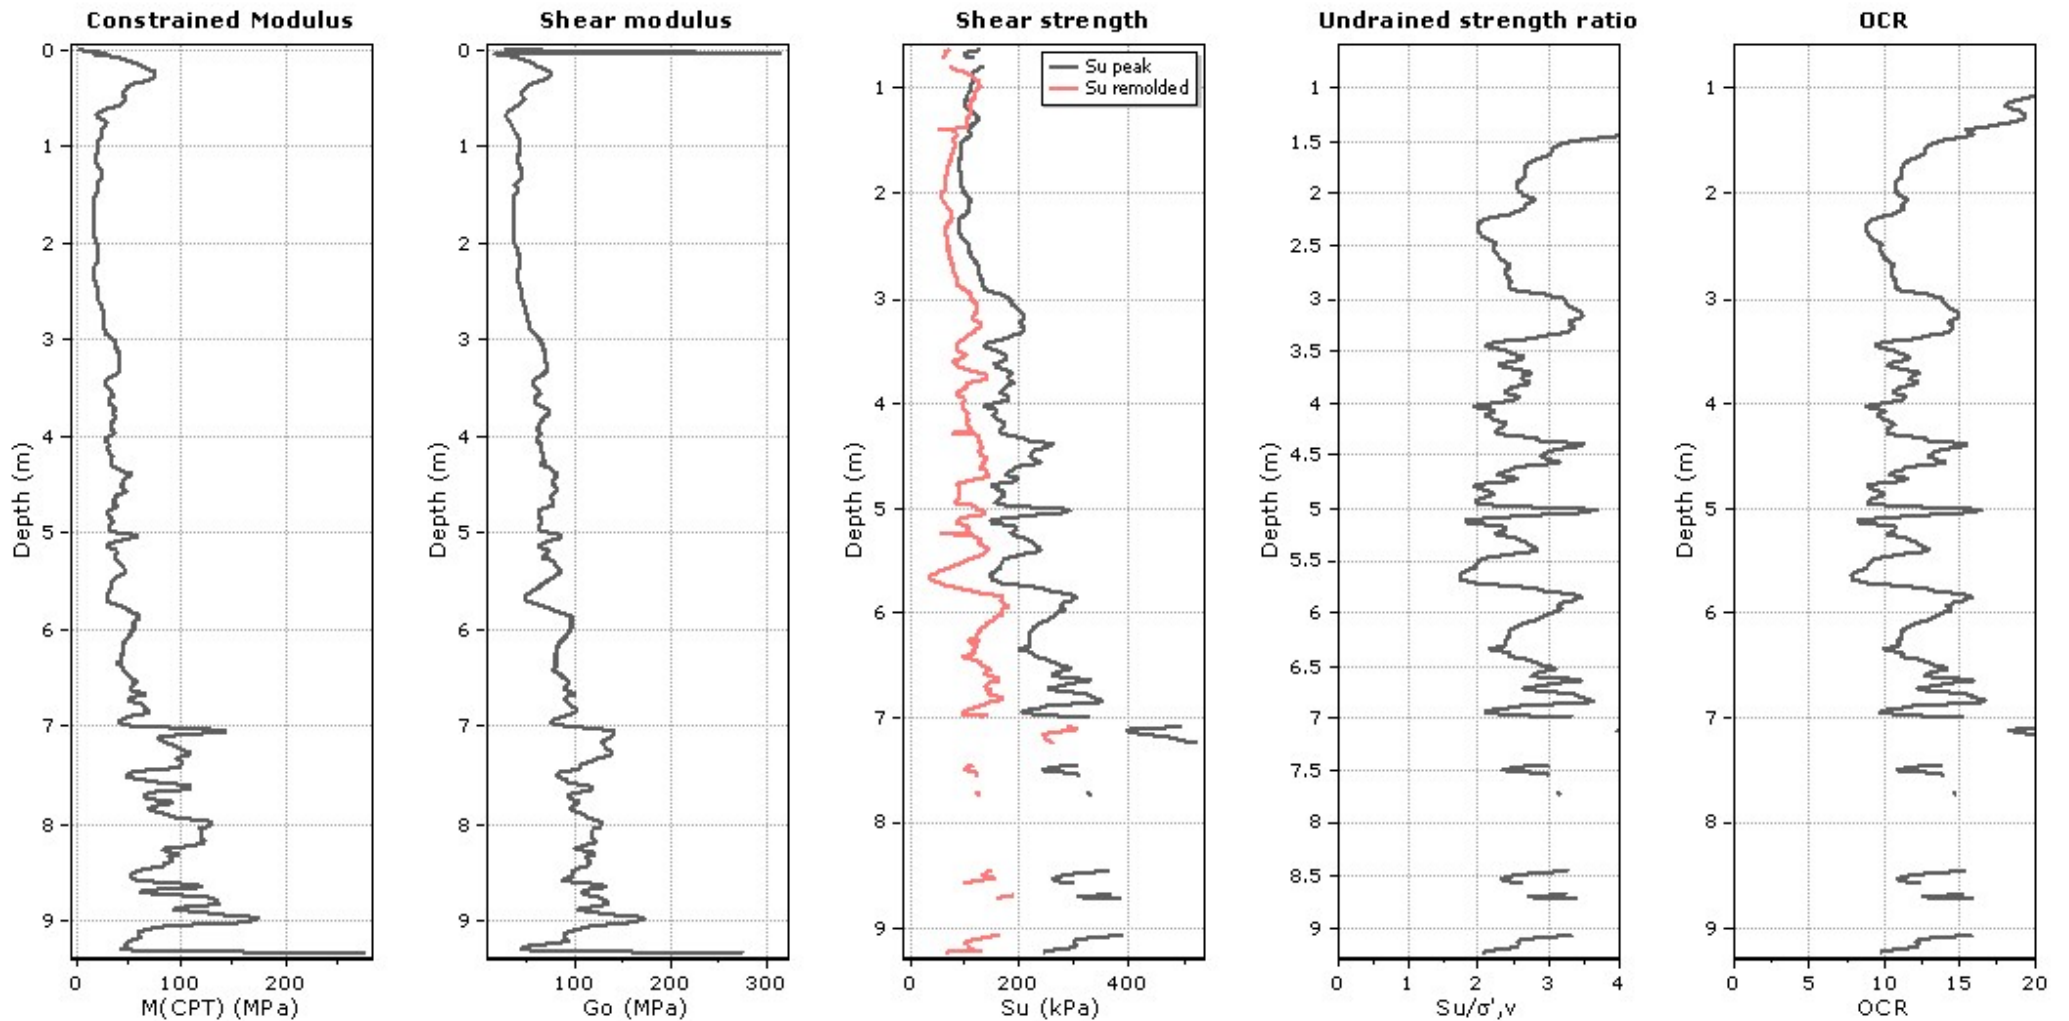 Constrained Modulus
0
1
2
3
4
5
6
7
8
9
Depth (m)
0 100 200
M(CPT) (MPa)
Shear modulus
0
1
2
3
4
5
6
7
8
9
Depth (m)
100 200 300
Go (MPa)
Shear strength
Su peak
Su remolded
1
2
3
4
5
6
7
8
9
Depth (m)
0 200 400
Su (kPa)
Undrained strength ratio
1
1.5
2
2.5
3
3.5
4
4.5
5
5.5
6
6.5
7
7.5
8
8.5
9
Depth (m)
0 1 2 3 4
Su/σ',v
OCR
1
2
3
4
5
6
7
8
9
Depth (m)
0 5 10 15 20
OCR